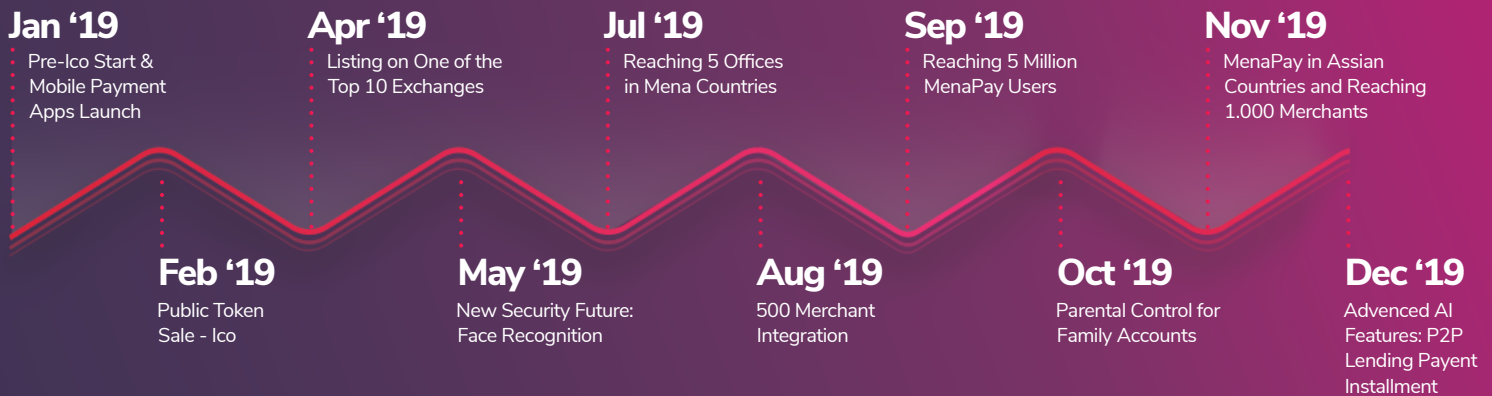 Jan ‘19
Pre-Ico Start &
Mobile Payment
Apps Launch
Feb ‘19
Public Token
Sale - Ico
Apr ‘19
Listing on One of the
Top 10 Exchanges
May ‘19
New Security Future:
Face Recognition
Jul ‘19
Reaching 5 Offices
in Mena Countries
Aug ‘19
500 Merchant
Integration
Sep ‘19
Reaching 5 Million
MenaPay Users
Oct ‘19
Parental Control for
Family Accounts
Nov ‘19
MenaPay in Assian
Countries and Reaching
1.000 Merchants
Dec ‘19
Advanced AI
Features: P2P
Lending Payent
Installment